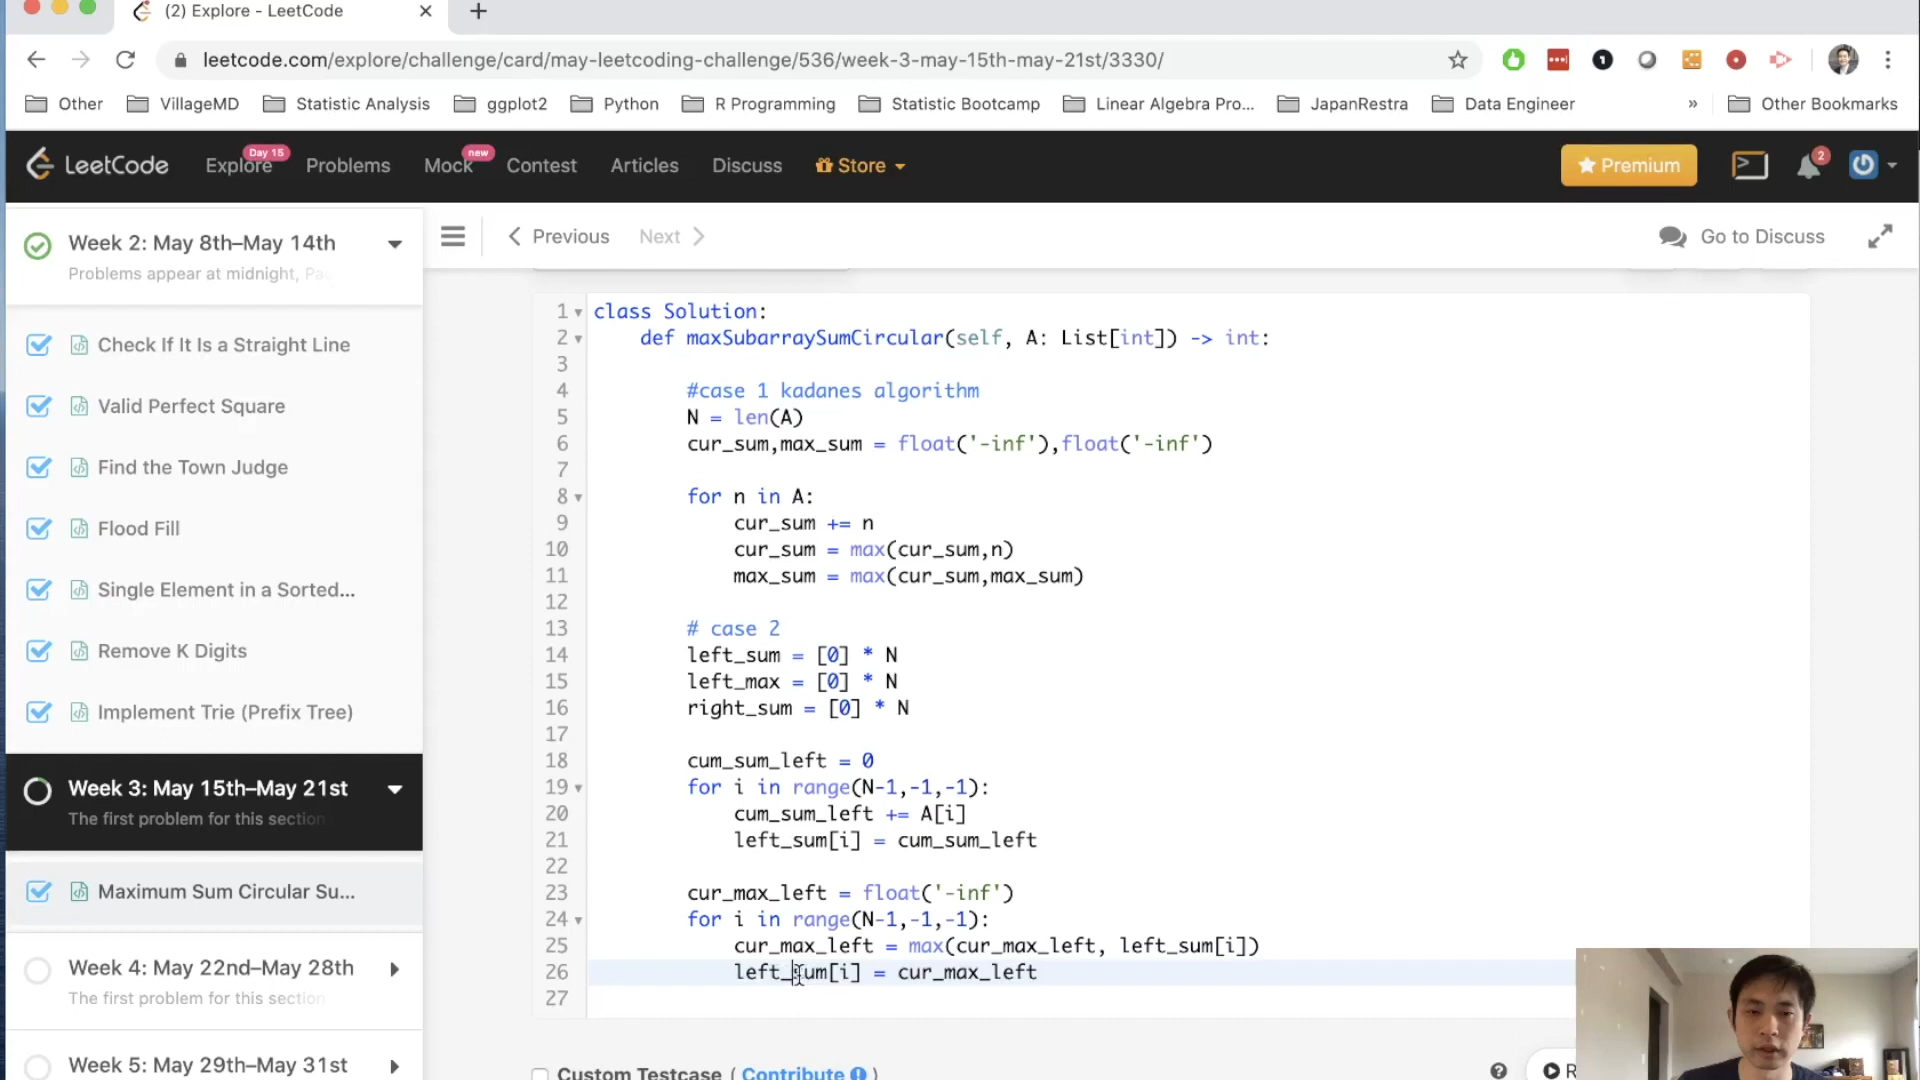 (2) Explore - LeetCode
leetcode.com/explore/challenge/card/may-leetcoding-challenge/536/week-3-may-15th-may-21st/3330/
Other VillageMD Statistic Analysis ggplot2 Python R Programming Statistic Bootcamp Linear Algebra Pro... JapanRestra Data Engineer » Other Bookmarks
LeetCode Explore Day 15 Problems Mock new Contest Articles Discuss Store Premium 2
Week 2: May 8th–May 14th
Problems appear at midnight, Pa
Check If It Is a Straight Line
Valid Perfect Square
Find the Town Judge
Flood Fill
Single Element in a Sorted...
Remove K Digits
Implement Trie (Prefix Tree)
Week 3: May 15th–May 21st
The first problem for this section
Maximum Sum Circular Su...
Week 4: May 22nd–May 28th
The first problem for this section
Week 5: May 29th–May 31st
Previous Next Go to Discuss
1 class Solution:
2 def maxSubarraySumCircular(self, A: List[int]) -> int:
3
4 #case 1 kadanes algorithm
5 N = len(A)
6 cur_sum,max_sum = float('-inf'),float('-inf')
7
8 for n in A:
9 cur_sum += n
10 cur_sum = max(cur_sum,n)
11 max_sum = max(cur_sum,max_sum)
12
13 # case 2
14 left_sum = [0] * N
15 left_max = [0] * N
16 right_sum = [0] * N
17
18 cum_sum_left = 0
19 for i in range(N-1,-1,-1):
20 cum_sum_left += A[i]
21 left_sum[i] = cum_sum_left
22
23 cur_max_left = float('-inf')
24 for i in range(N-1,-1,-1):
25 cur_max_left = max(cur_max_left, left_sum[i])
26 left_sum[i] = cur_max_left
27
Custom Testcase ( Contribute )